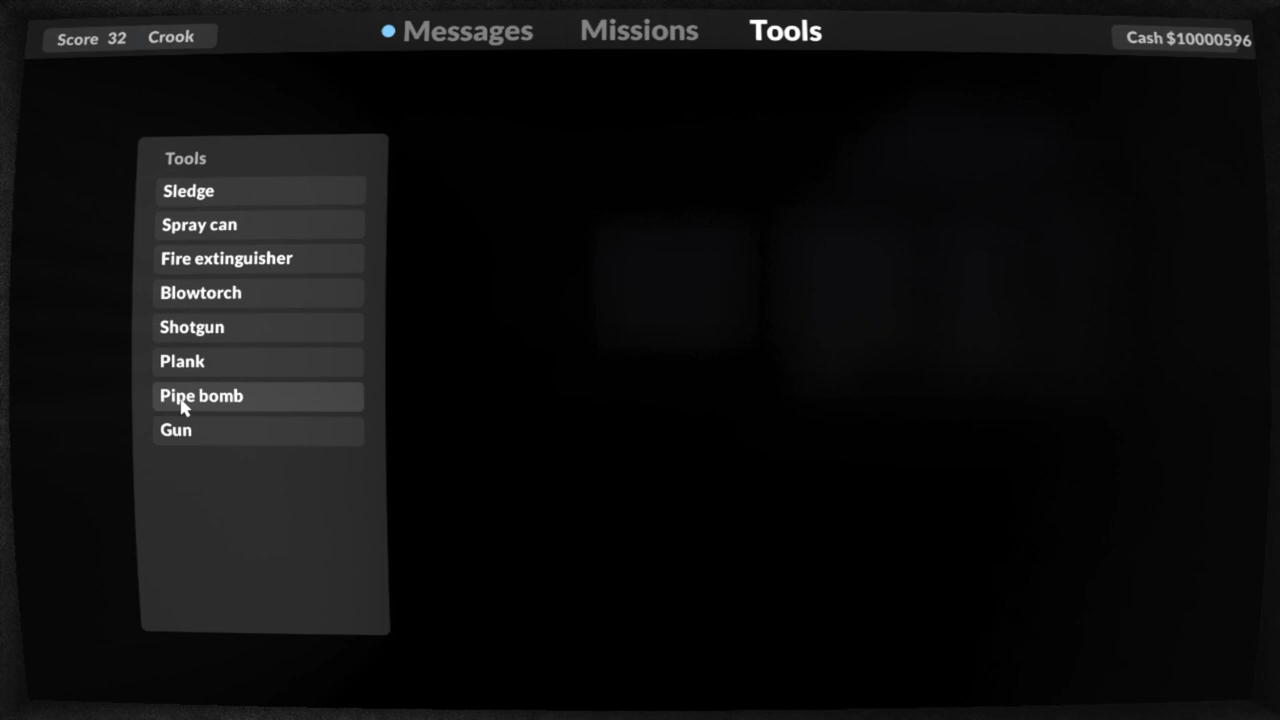 Score 32 Crook
Messages Missions Tools
Cash $10000596
Tools
Sledge
Spray can
Fire extinguisher
Blowtorch
Shotgun
Plank
Pipe bomb
Gun